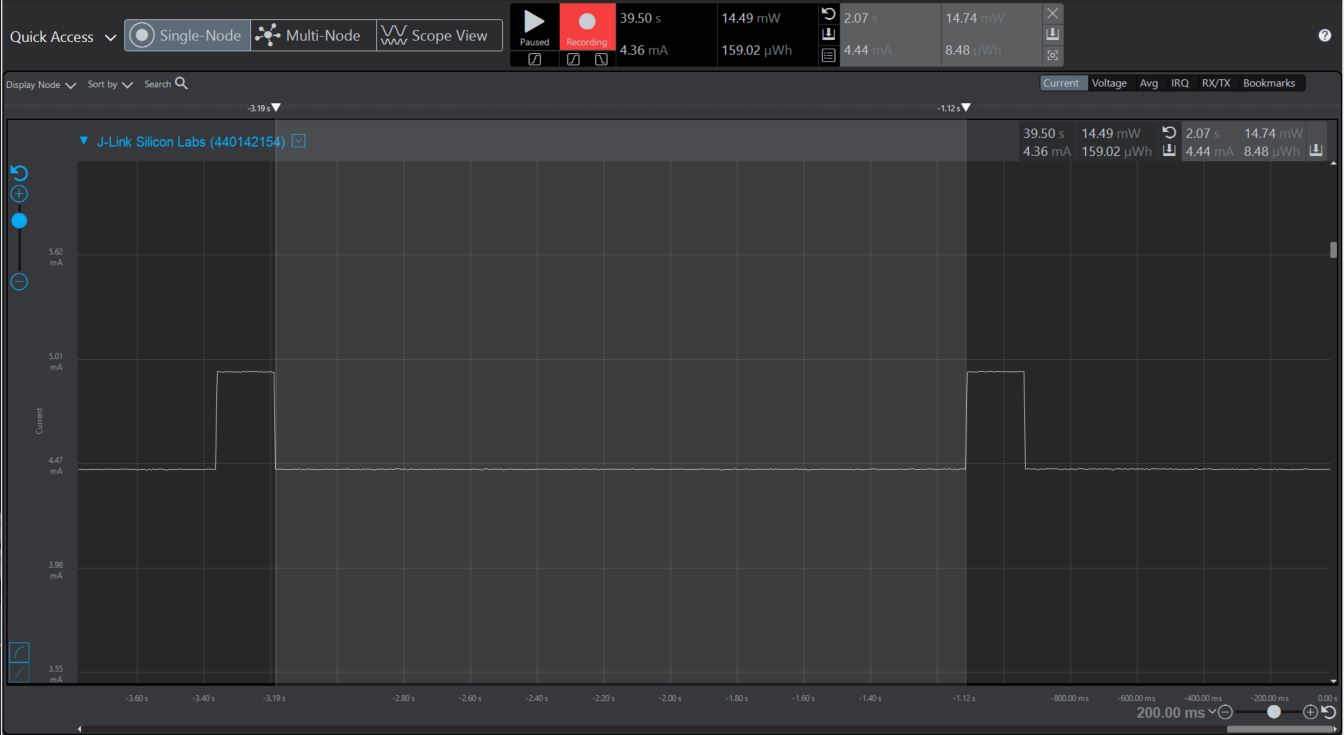 Quick Access Single-Node Multi-Node Scope View
Paused Recording
39.50 s 14.49 mW 2.07 s 14.74 mW
4.36 mA 159.02 μWh 4.44 mA 8.48 μWh
?
Display Node Sort by Search Current Voltage Avg IRQ RX/TX Bookmarks
-3.19 s -1.12 s
J-Link Silicon Labs (440142154)
39.50 s 14.49 mW 2.07 s 14.74 mW
4.36 mA 159.02 μWh 4.44 mA 8.48 μWh
5.62
mA
5.01
mA
Current
4.47
mA
3.98
mA
3.55
mA
-3.60 s -3.40 s -3.19 s -2.80 s -2.60 s -2.40 s -2.20 s -2.00 s -1.80 s -1.60 s -1.40 s -1.12 s -800.00 ms -600.00 ms -400.00 ms -200.00 ms 0.00 s
200.00 ms